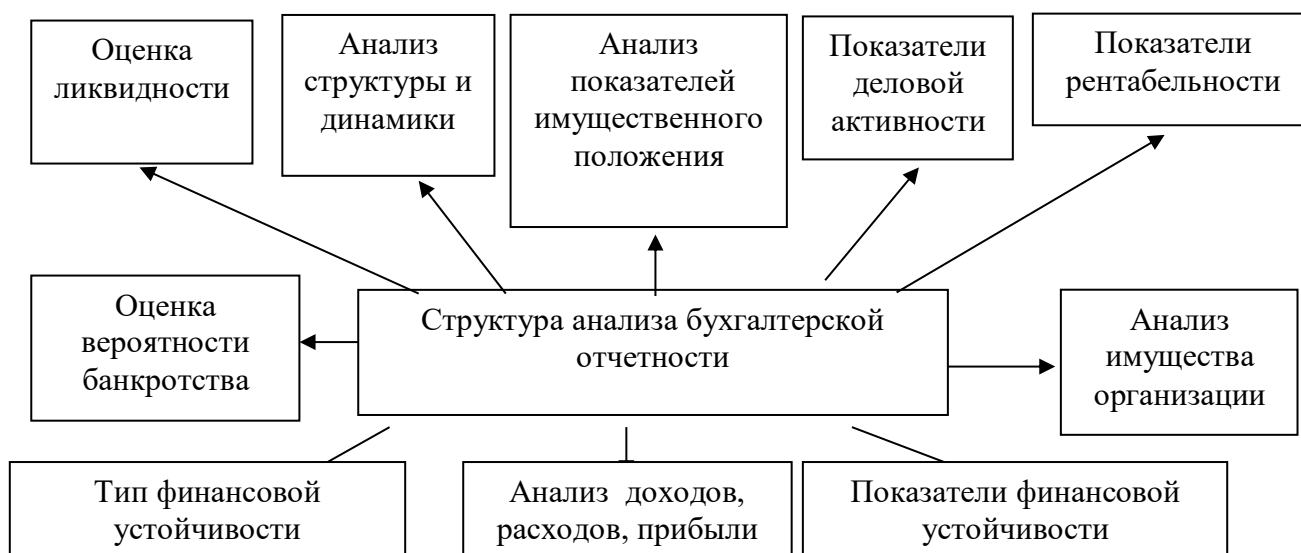 Оценка
ликвидности
Анализ
структуры и
динамики
Анализ
показателей
имущественного
положения
Показатели
деловой
активности
Показатели
рентабельности
Оценка
вероятности
банкротства
Структура анализа бухгалтерской
отчетности
Анализ
имущества
организации
Тип финансовой
устойчивости
Анализ доходов,
расходов, прибыли
Показатели финансовой
устойчивости